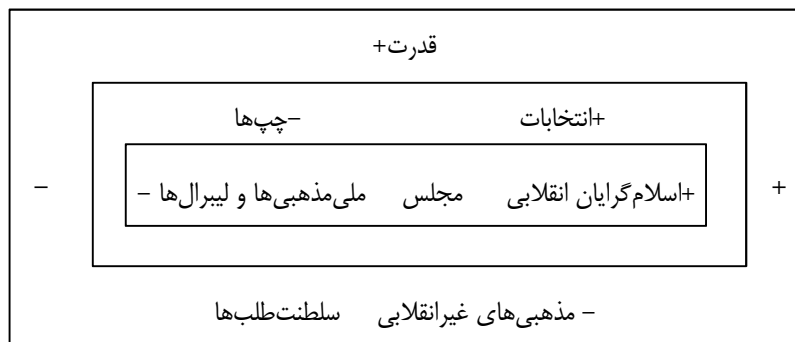 قدرت+
+انتخابات –چپ‌ها
+ +اسلام‌گرایان انقلابی مجلس ملی‌مذهبی‌ها و لیبرال‌ها – –
– مذهبی‌های غیرانقلابی سلطنت‌طلب‌ها